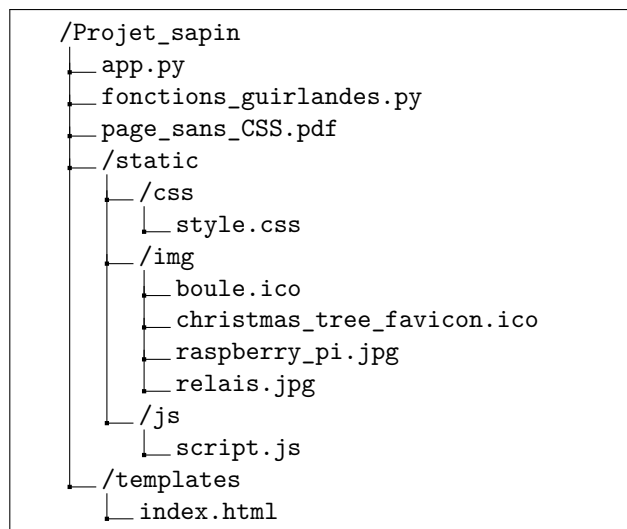 /Projet_sapin
app.py
fonctions_guirlandes.py
page_sans_CSS.pdf
/static
/css
style.css
/img
boule.ico
christmas_tree_favicon.ico
raspberry_pi.jpg
relais.jpg
/js
script.js
/templates
index.html